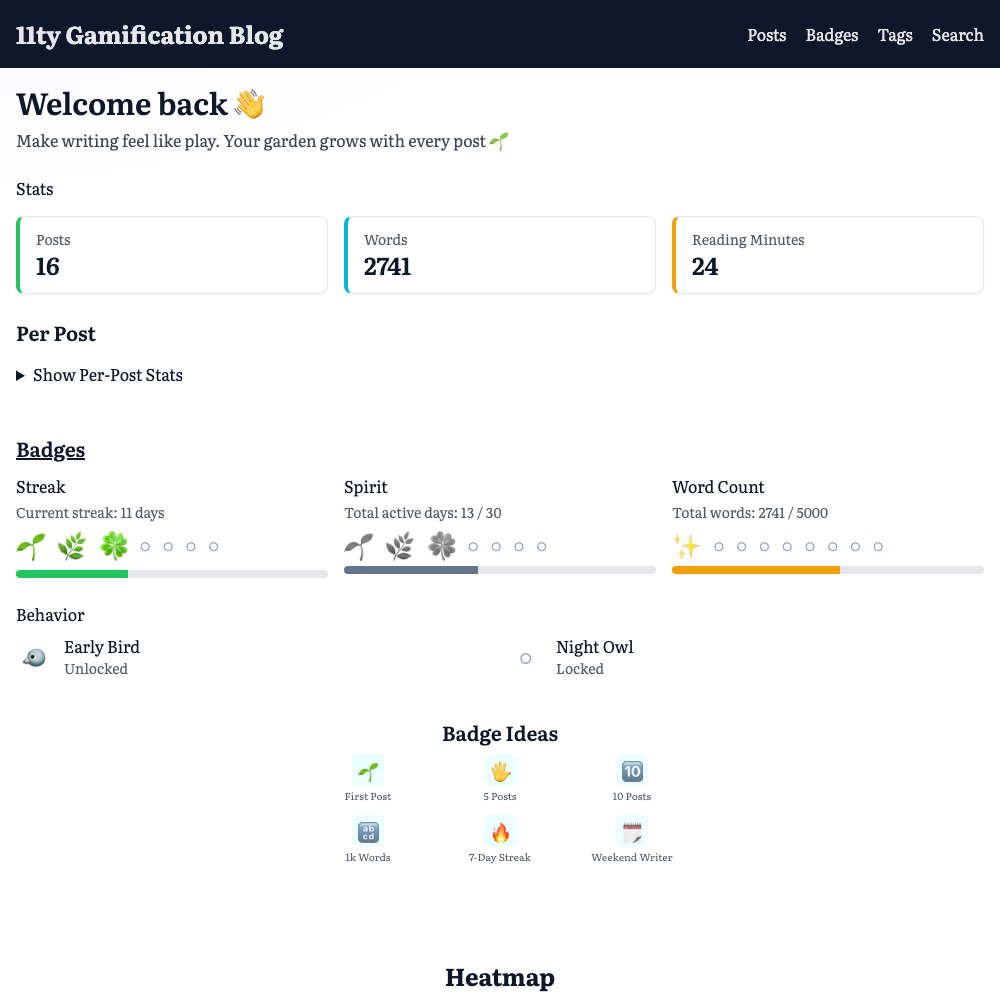 11ty Gamification Blog
Posts Badges Tags Search
Welcome back 👋
Make writing feel like play. Your garden grows with every post 🌱
Stats
Posts
16
Words
2741
Reading Minutes
24
Per Post
Show Per-Post Stats
Badges
Streak
Current streak: 11 days
Spirit
Total active days: 13 / 30
Word Count
Total words: 2741 / 5000
Behavior
Early Bird
Unlocked
Night Owl
Locked
Badge Ideas
First Post
5 Posts
10
10 Posts
abcd
1k Words
7-Day Streak
Weekend Writer
Heatmap